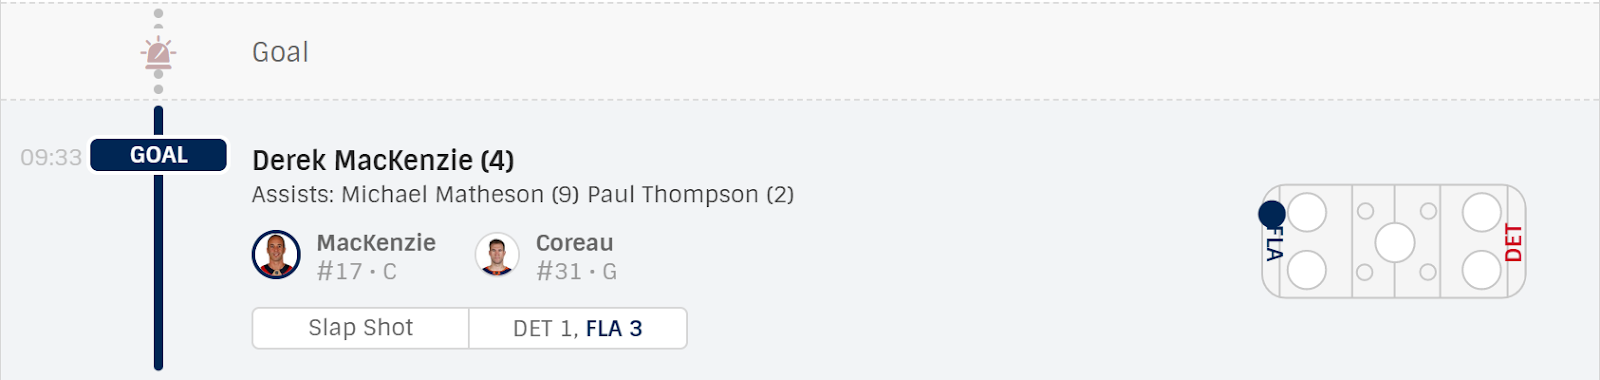 Goal
09:33
GOAL
Derek MacKenzie (4)
Assists: Michael Matheson (9) Paul Thompson (2)
MacKenzie
#17 · C
Coreau
#31 · G
Slap Shot
DET 1, FLA 3
FLA
DET